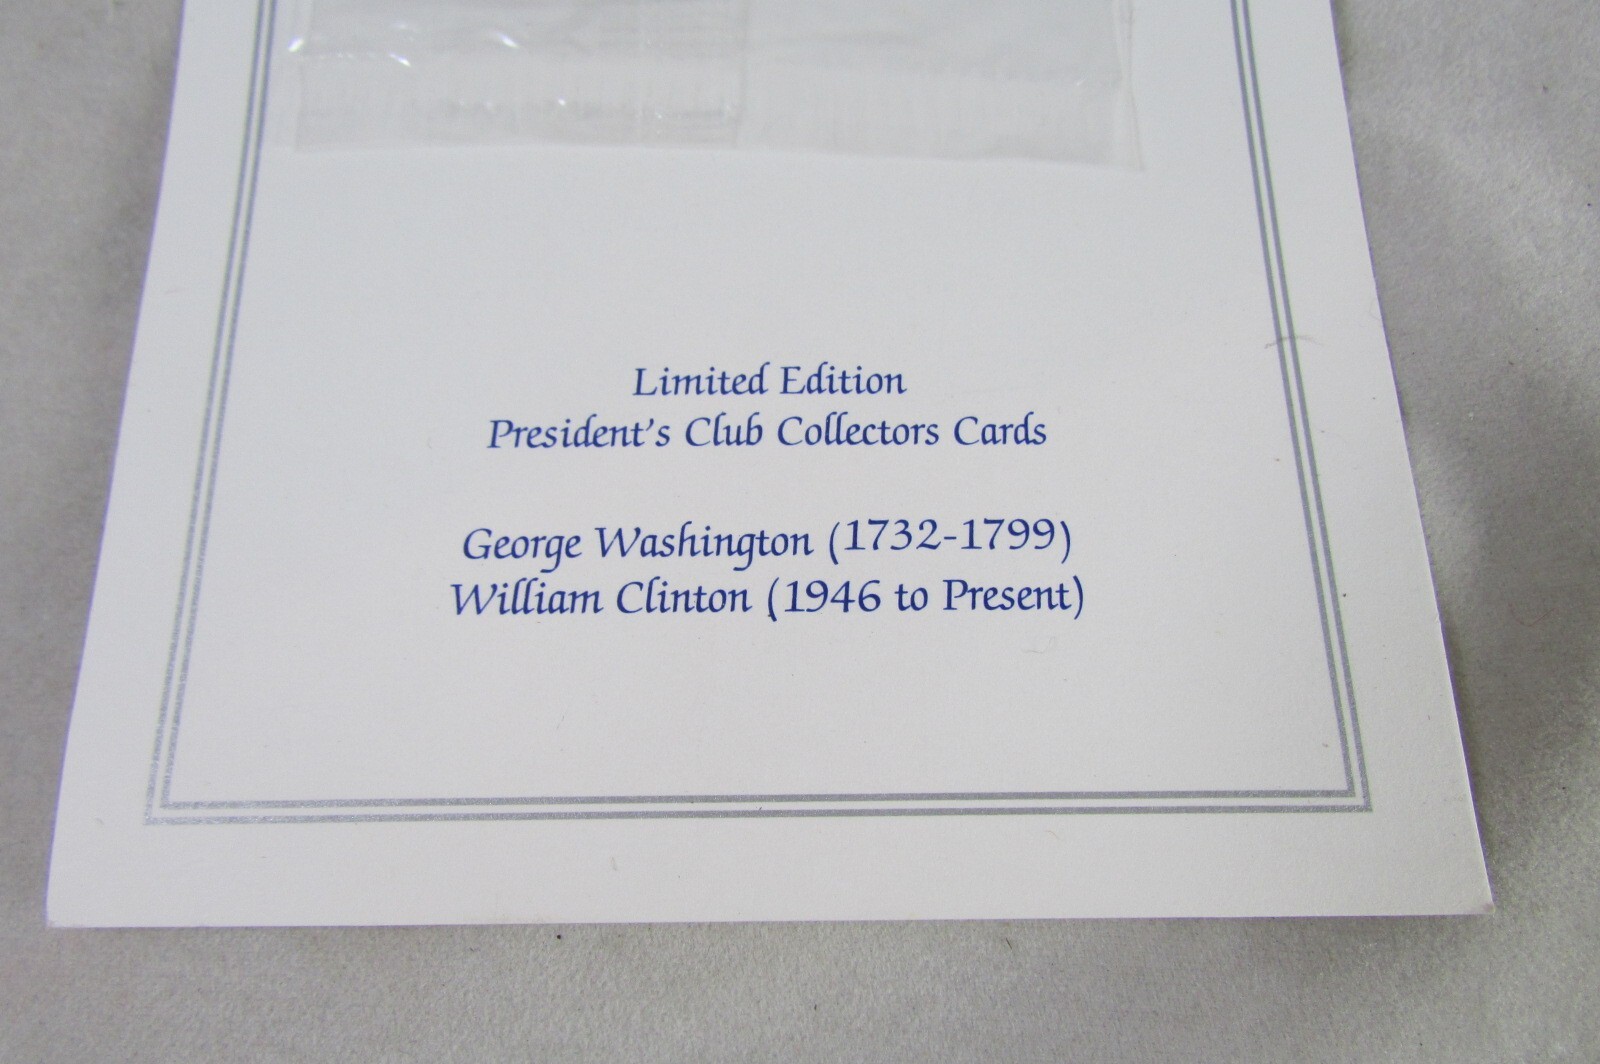 Limited Edition
President's Club Collectors Cards
George Washington (1732-1799)
William Clinton (1946 to Present)